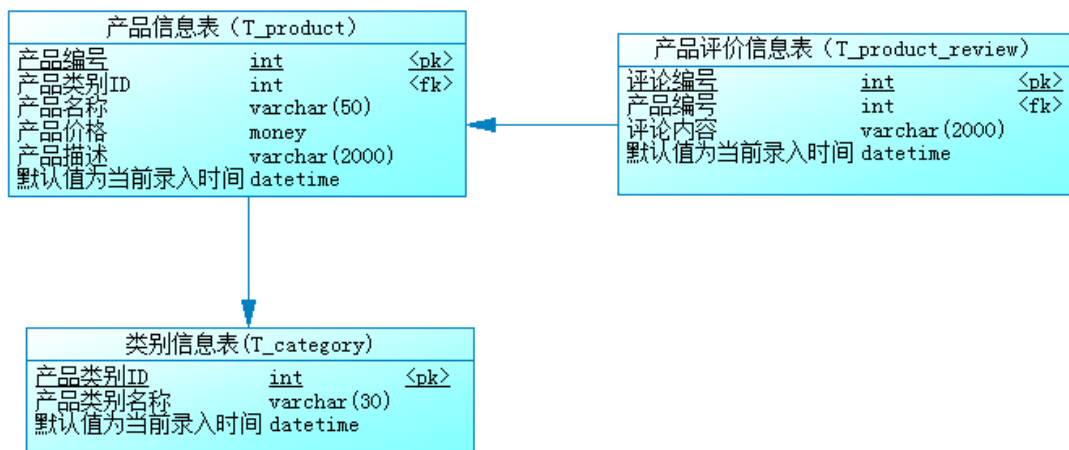 产品信息表（T_product）
产品编号 int <pk>
产品类别ID int <fk>
产品名称 varchar(50)
产品价格 money
产品描述 varchar(2000)
默认值为当前录入时间 datetime
产品评价信息表（T_product_review）
评论编号 int <pk>
产品编号 int <fk>
评论内容 varchar(2000)
默认值为当前录入时间 datetime
类别信息表(T_category)
产品类别ID int <pk>
产品类别名称 varchar(30)
默认值为当前录入时间 datetime